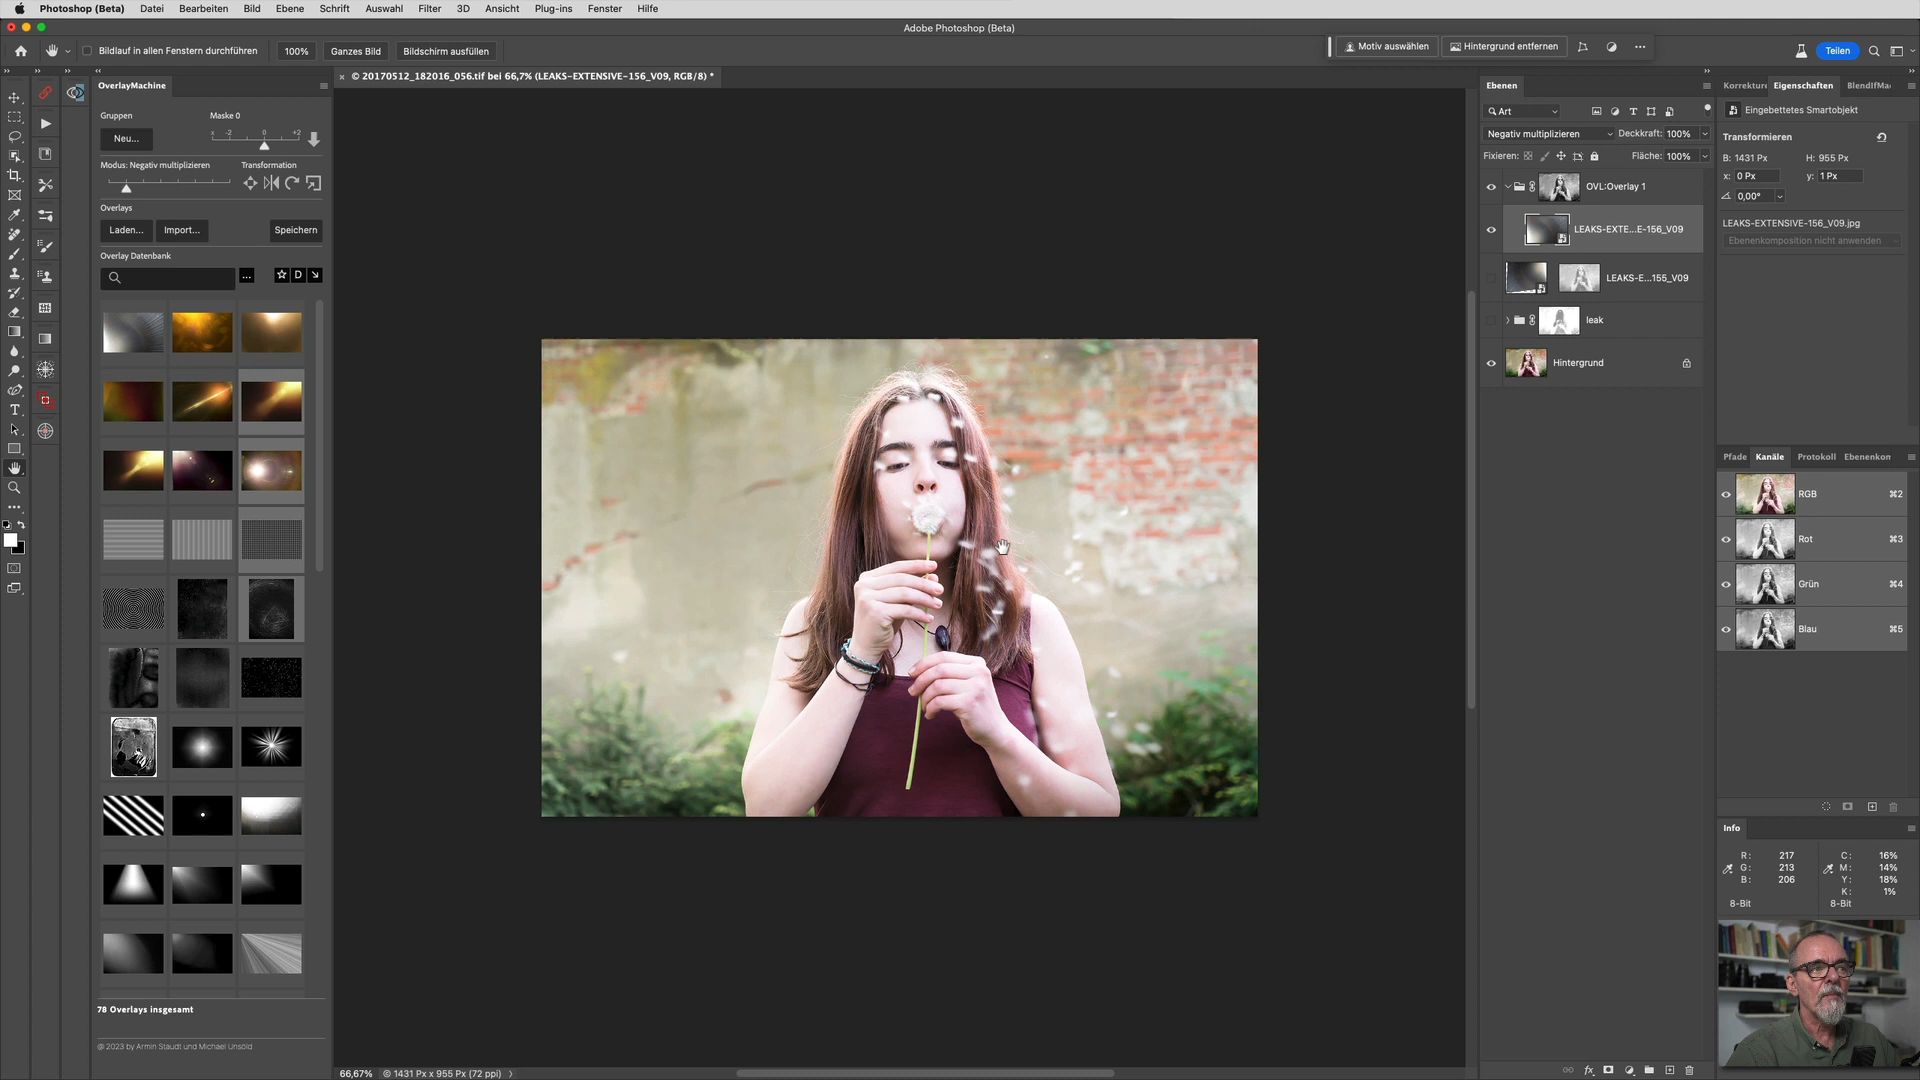 Photoshop (Beta) Datei Bearbeiten Bild Ebene Schrift Auswahl Filter 3D Ansicht Plug-ins Fenster Hilfe
Adobe Photoshop (Beta)
Bildlauf in allen Fenstern durchführen 100% Ganzes Bild Bildschirm ausfüllen
Motiv auswählen Hintergrund entfernen
Teilen
© 20170512_182016_056.tif bei 66,7% (LEAKS-EXTENSIVE-156_V09, RGB/8) *
OverlayMachine
Gruppen Maske 0
Neu...
x -2 0 +2
Modus: Negativ multiplizieren Transformation
Overlays
Laden... Import... Speichern
Overlay Datenbank
... D
78 Overlays insgesamt
@ 2023 by Armin Staudt und Michael Unsöld
66,67% © 1431 Px x 955 Px (72 ppi)
Ebenen
Art
Negativ multiplizieren Deckkraft: 100%
Fixieren: Fläche: 100%
OVL:Overlay 1
LEAKS-EXTE...E-156_V09
LEAKS-E...155_V09
leak
Hintergrund
fx
Korrekture Eigenschaften BlendIfMa
Eingebettetes Smartobjekt
Transformieren
B: 1431 Px H: 955 Px
x: 0 Px y: 1 Px
0,00°
LEAKS-EXTENSIVE-156_V09.jpg
Ebenenkomposition nicht anwenden
Pfade Kanäle Protokoll Ebenenkon
RGB ⌘2
Rot ⌘3
Grün ⌘4
Blau ⌘5
Info
R: 217 C: 16%
G: 213 M: 14%
B: 206 Y: 18%
K: 1%
8-Bit 8-Bit